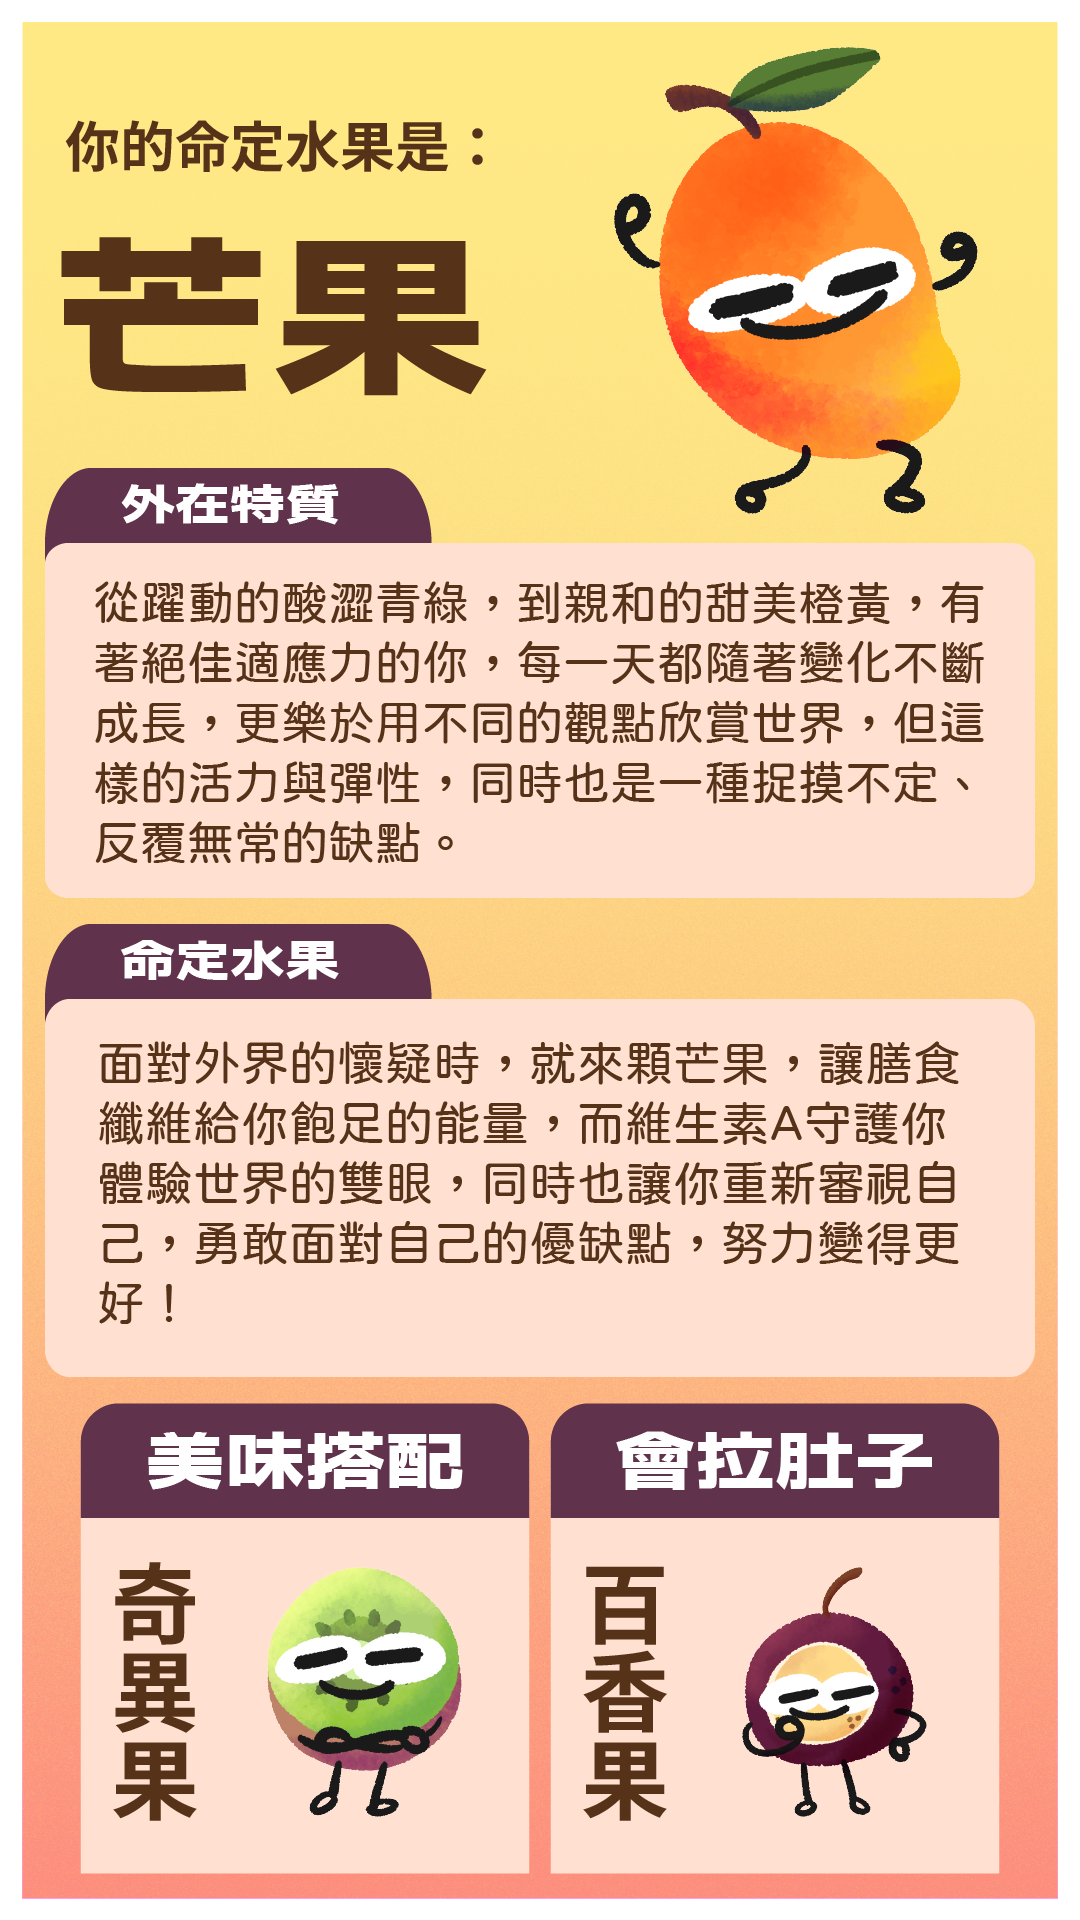 你的命定水果是：
芒果
外在特質
從躍動的酸澀青綠，到親和的甜美橙黃，有
著絕佳適應力的你，每一天都隨著變化不斷
成長，更樂於用不同的觀點欣賞世界，但這
樣的活力與彈性，同時也是一種捉摸不定、
反覆無常的缺點。
命定水果
面對外界的懷疑時，就來顆芒果，讓膳食
纖維給你飽足的能量，而維生素A守護你
體驗世界的雙眼，同時也讓你重新審視自
己，勇敢面對自己的優缺點，努力變得更
好！
美味搭配
奇異果
會拉肚子
百香果